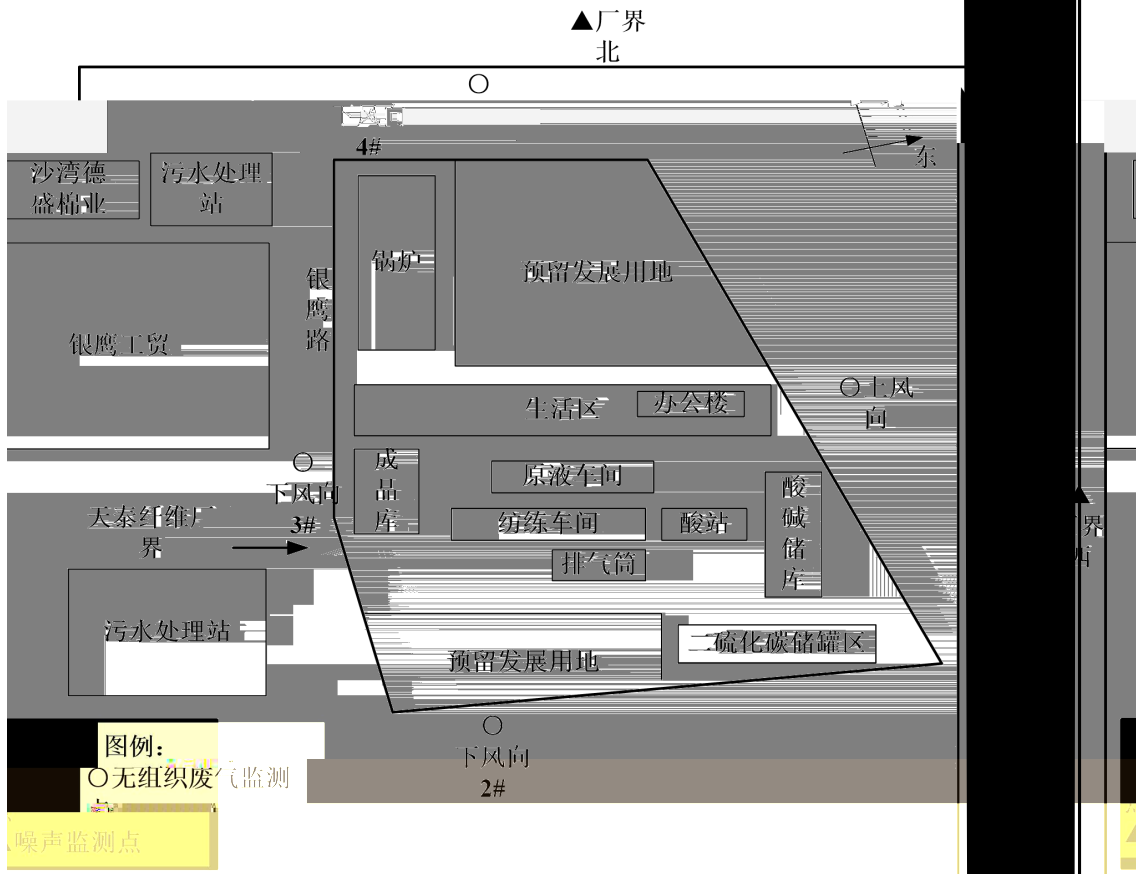 ▲厂界
北
○
4#
东
沙湾德
盛棉业
污水处理
站
锅炉
预留发展用地
银
鹰
路
银鹰工贸
○上风
向
生活区
办公楼
成
品
库
原液车间
○
下风向
3#
酸
碱
储
库
天泰纤维厂
界
纺练车间
酸站
▲
界
排气筒
污水处理站
二硫化碳储罐区
预留发展用地
○
下风向
2#
图例：
○无组织废气监测
噪声监测点